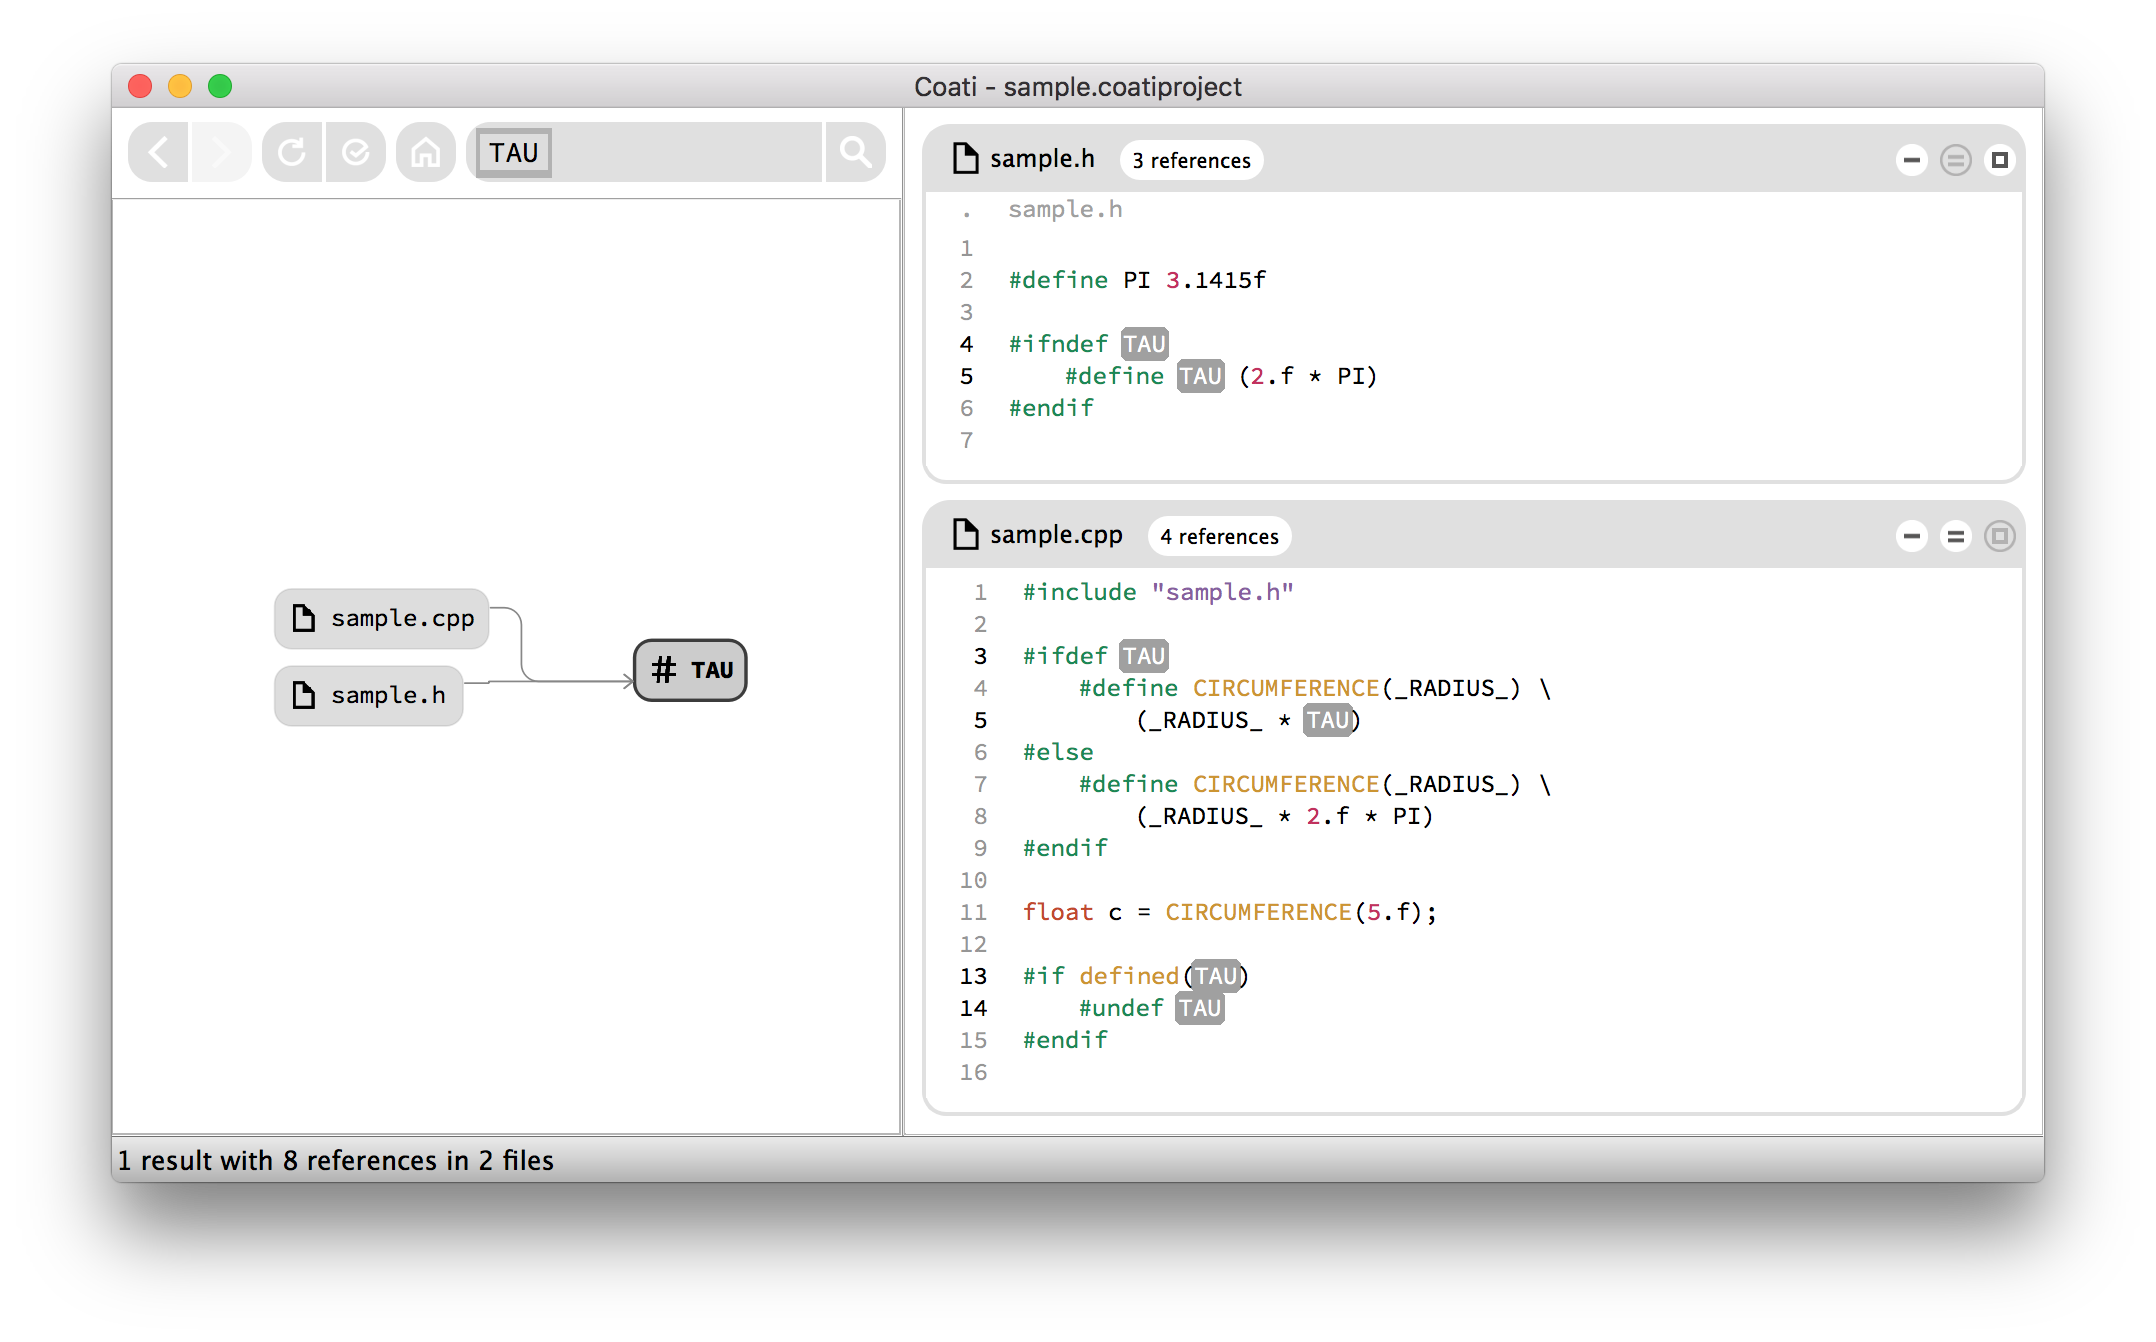 Coati - sample.coatiproject
TAU
sample.cpp
sample.h
# TAU
sample.h 3 references
. sample.h
1
2 #define PI 3.1415f
3
4 #ifndef TAU
5     #define TAU (2.f * PI)
6 #endif
7
sample.cpp 4 references
1 #include "sample.h"
2
3 #ifdef TAU
4     #define CIRCUMFERENCE(_RADIUS_) \
5         (_RADIUS_ * TAU)
6 #else
7     #define CIRCUMFERENCE(_RADIUS_) \
8         (_RADIUS_ * 2.f * PI)
9 #endif
10
11 float c = CIRCUMFERENCE(5.f);
12
13 #if defined(TAU)
14     #undef TAU
15 #endif
16
1 result with 8 references in 2 files